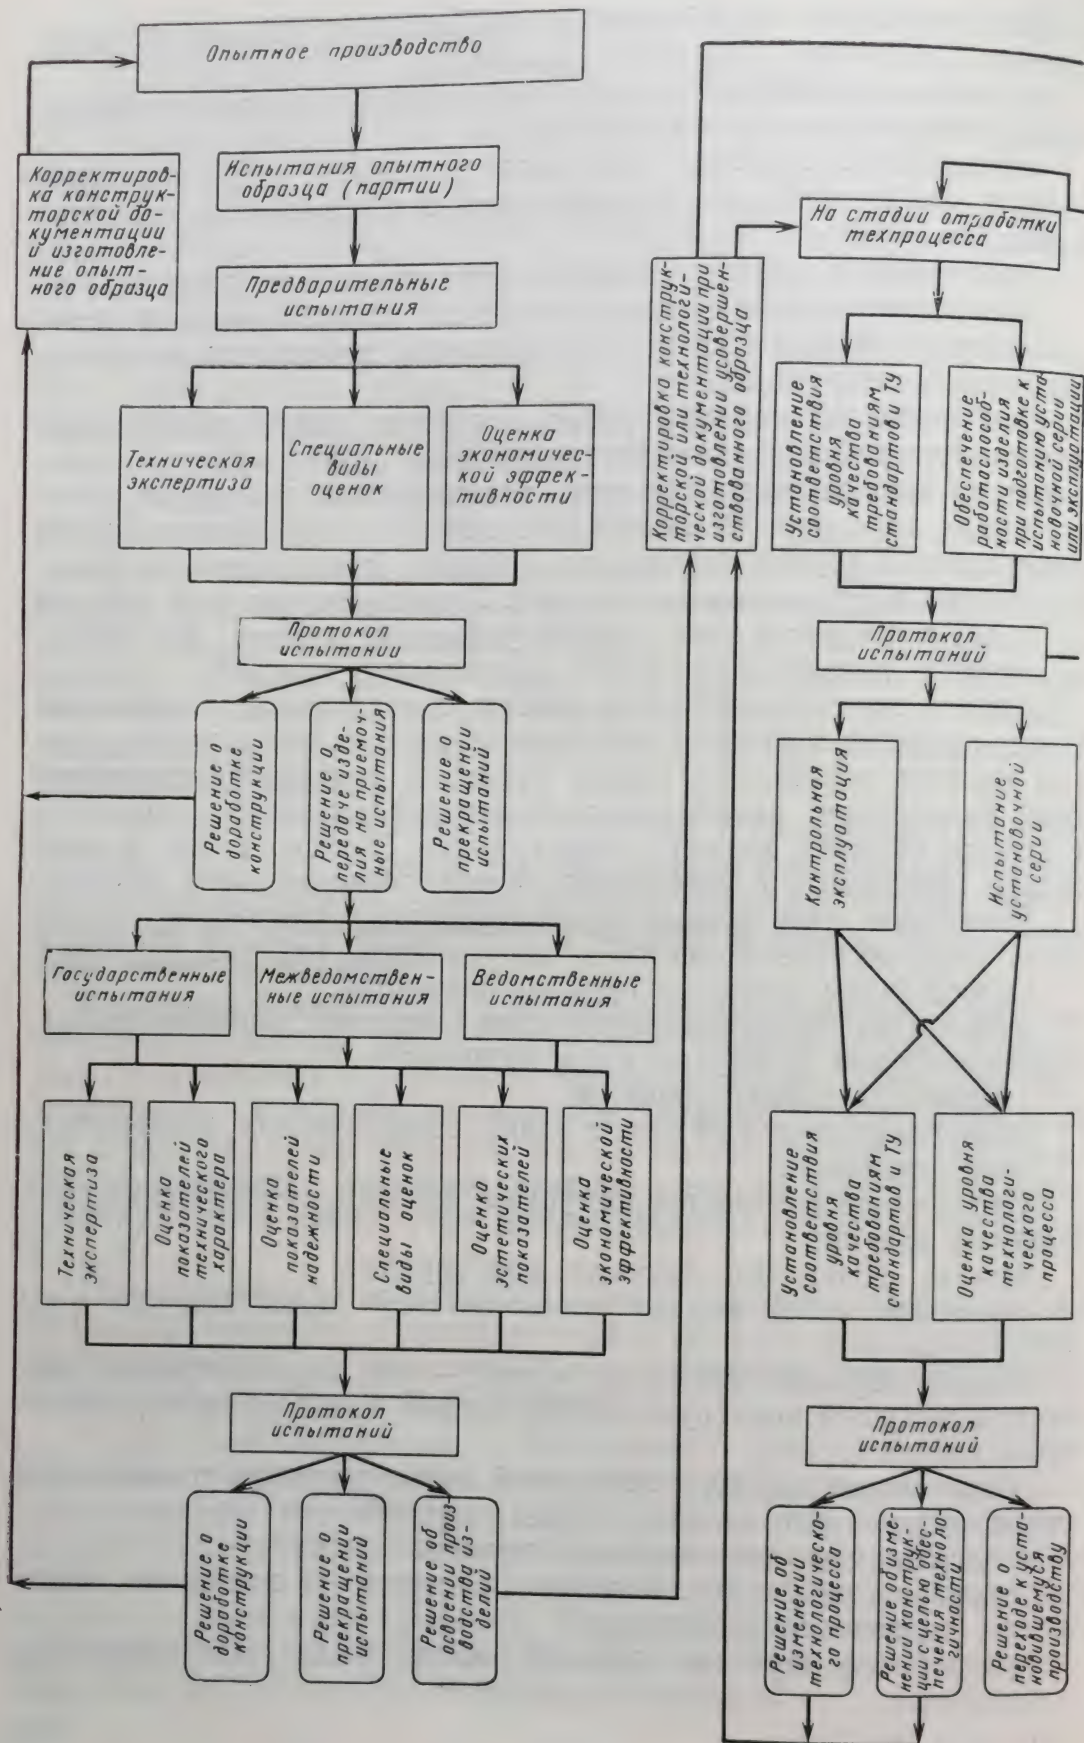 Опытное производство
Корректиров-
ка конструк-
торской до-
кументации
и изготовле-
ние опыт-
ного образца
Испытания опытного
образца (партии)
Предварительные
испытания
Техническая
экспертиза
Специальные
виды
оценок
Оценка
экономичес-
кой эффек-
тивности
Протокол
испытании
Решение о
доработке
конструкции
Решение о
передаче изде-
лия на приемоч-
ные испытания
Решение о
прекращении
испытаний
Государственные
испытания
Межведомствен-
ные испытания
Ведомственные
испытания
Техническая
экспертиза
Оценка
показателей
технического
характера
Оценка
показателей
надежности
Специальные
виды оценок
Оценка
эстетических
показателей
Оценка
экономической
эффективности
Протокол
испытаний
Решение о
доработке
конструкции
Решение о
прекращении
испытаний
Решение об
освоении произ-
водства из-
делий
Корректировка конструк-
торской или технологи-
ческой документации при
изготовлении усовершен-
ствованного образца
На стадии отработки
техпроцесса
Установление
соответствия
уровня
качества
требованиям
стандартов и ТУ
Обеспечение
работоспособ-
ности изделия
при подготовке к
испытанию уста-
новочной серии
или эксплуатации
Протокол
испытаний
Контрольная
эксплуатация
Испытание
установочной
серии
Установление
соответствия
уровня
качества
требованиям
стандартов и ТУ
Оценка уровня
качества
технологи-
ческого
процесса
Протокол
испытаний
Решение об
изменении
технологическо-
го процесса
Решение об изме-
нении конструк-
ции с целью обес-
печения техноло-
гичности
Решение о
переходе к уста-
новившемуся
производству